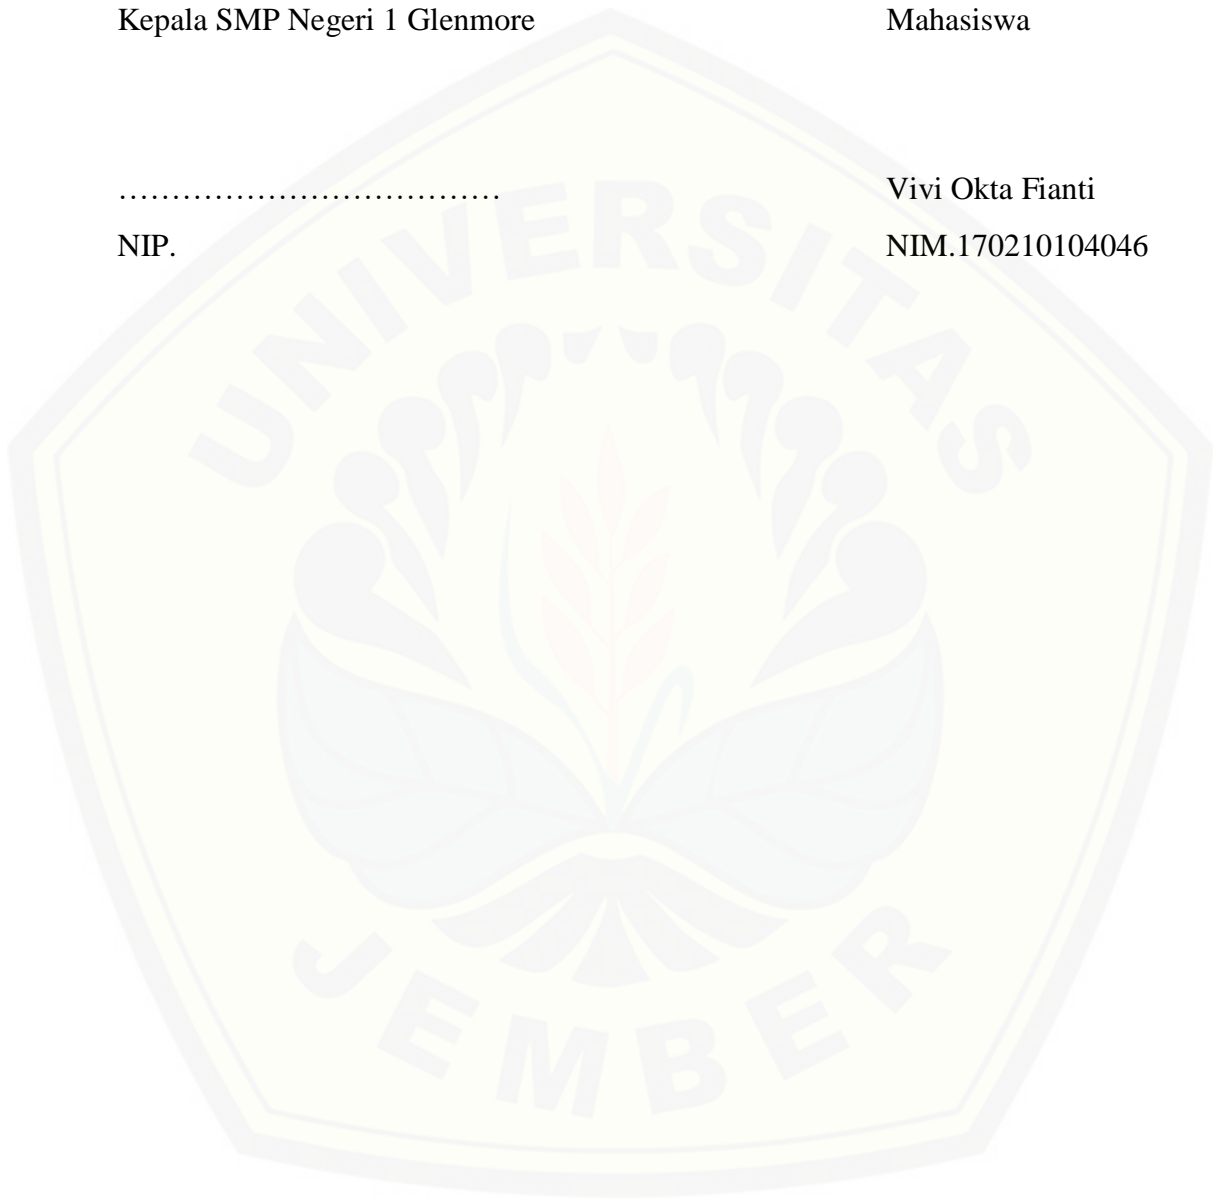 Kepala SMP Negeri 1 Glenmore Mahasiswa
……………………………… Vivi Okta Fianti
NIP. NIM.170210104046
UNIVERSITAS
JEMBER